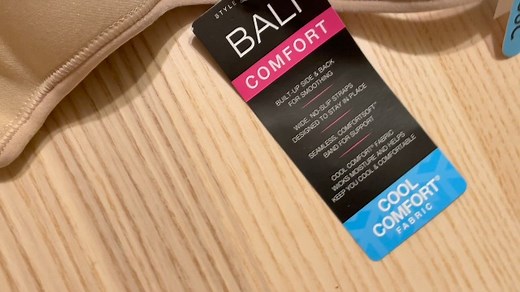 STYLE
BALI
COMFORT
BUILT-UP SIDE & BACK
FOR SMOOTHING
WIDE, NO-SLIP STRAPS
DESIGNED TO STAY IN PLACE
SEAMLESS, COMFORTSOFT®
BAND FOR SUPPORT
COOL COMFORT® FABRIC
WICKS MOISTURE AND HELPS
KEEP YOU COOL & COMFORTABLE
COOL
COMFORT®
FABRIC